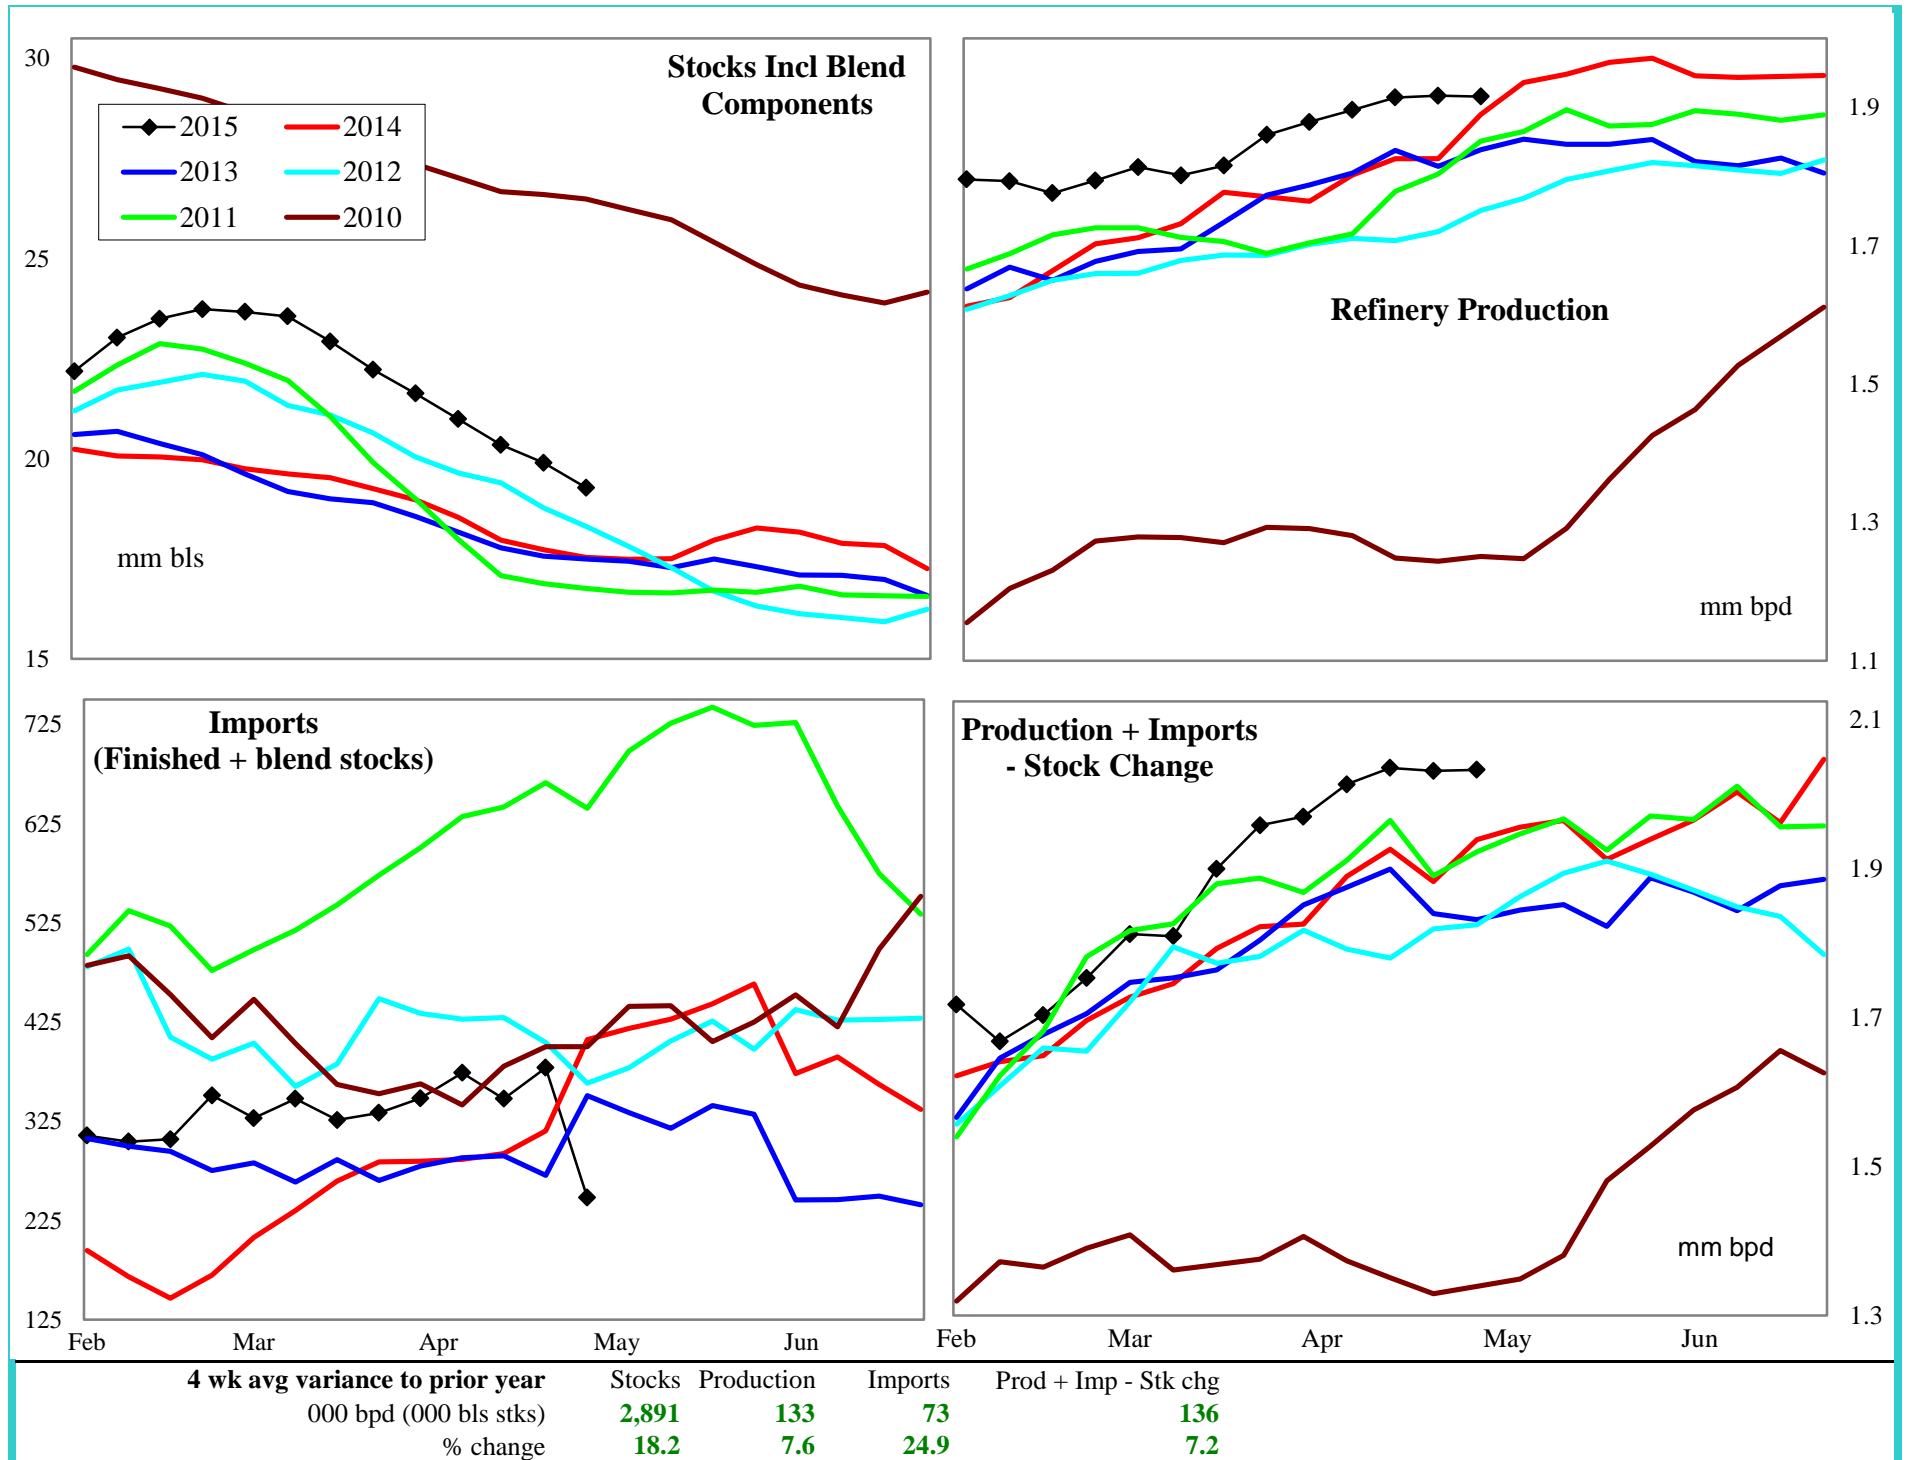 Stocks Incl Blend
Components
30
25
20
15
2015
2014
2013
2012
2011
2010
mm bls
Refinery Production
mm bpd
1.9
1.7
1.5
1.3
1.1
Imports
(Finished + blend stocks)
725
625
525
425
325
225
125
Feb Mar Apr May Jun
Production + Imports
- Stock Change
mm bpd
2.1
1.9
1.7
1.5
1.3
Feb Mar Apr May Jun
4 wk avg variance to prior year Stocks Production Imports Prod + Imp - Stk chg
000 bpd (000 bls stks) 2,891 133 73 136
% change 18.2 7.6 24.9 7.2